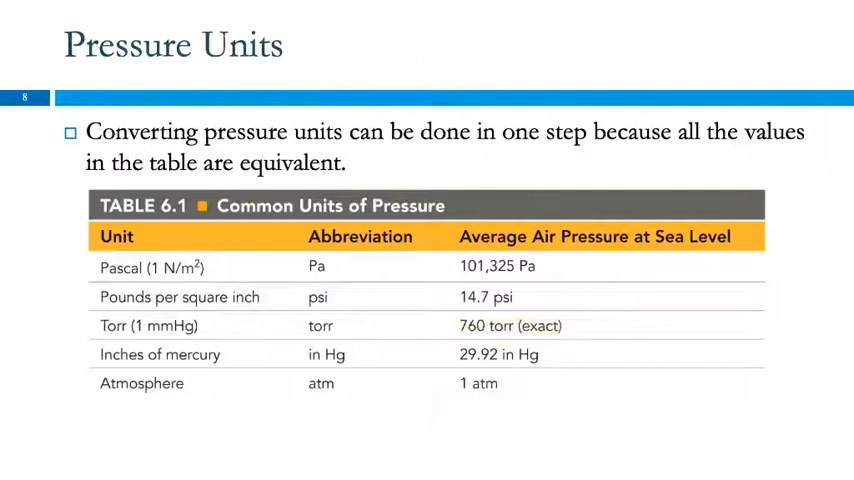 Pressure Units
8
Converting pressure units can be done in one step because all the values
in the table are equivalent.
TABLE 6.1 ■ Common Units of Pressure
Unit Abbreviation Average Air Pressure at Sea Level
Pascal (1 N/m²) Pa 101,325 Pa
Pounds per square inch psi 14.7 psi
Torr (1 mmHg) torr 760 torr (exact)
Inches of mercury in Hg 29.92 in Hg
Atmosphere atm 1 atm